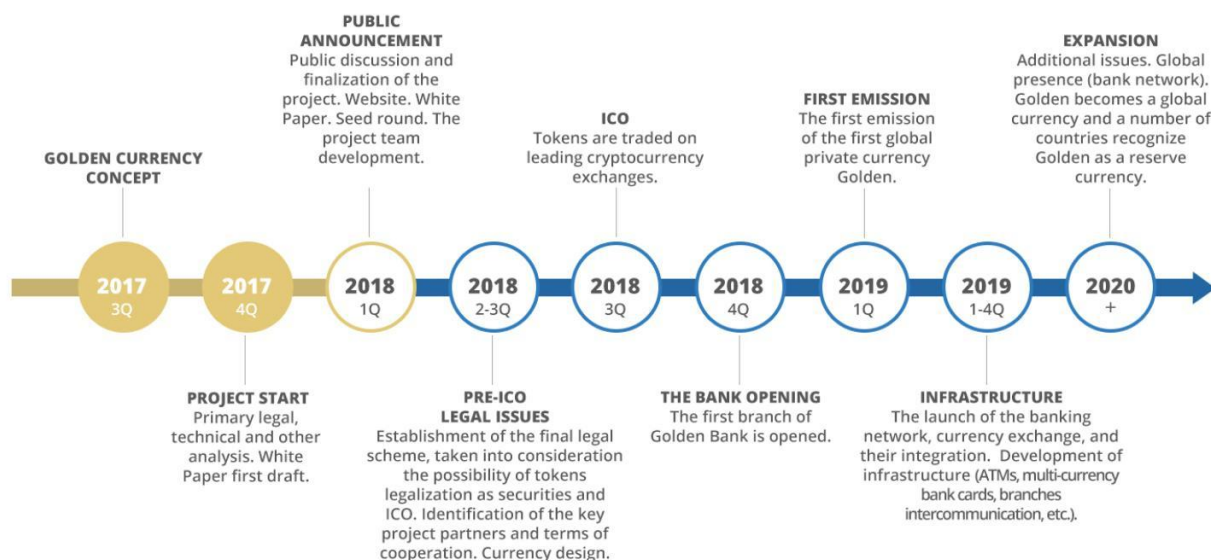 PUBLIC
ANNOUNCEMENT
Public discussion and
finalization of the
project. Website. White
Paper. Seed round. The
project team
development.
EXPANSION
Additional issues. Global
presence (bank network).
Golden becomes a global
currency and a number of
countries recognize
Golden as a reserve
currency.
FIRST EMISSION
The first emission
of the first global
private currency
Golden.
ICO
Tokens are traded on
leading cryptocurrency
exchanges.
GOLDEN CURRENCY
CONCEPT
2017
3Q
2017
4Q
2018
1Q
2018
2-3Q
2018
3Q
2018
4Q
2019
1Q
2019
1-4Q
2020
+
PROJECT START
Primary legal,
technical and other
analysis. White
Paper first draft.
PRE-ICO
LEGAL ISSUES
Establishment of the final legal
scheme, taken into consideration
the possibility of tokens
legalization as securities and
ICO. Identification of the key
project partners and terms of
cooperation. Currency design.
THE BANK OPENING
The first branch of
Golden Bank is opened.
INFRASTRUCTURE
The launch of the banking
network, currency exchange, and
their integration.  Development of
infrastructure (ATMs, multi-currency
bank cards, branches
intercommunication, etc.).